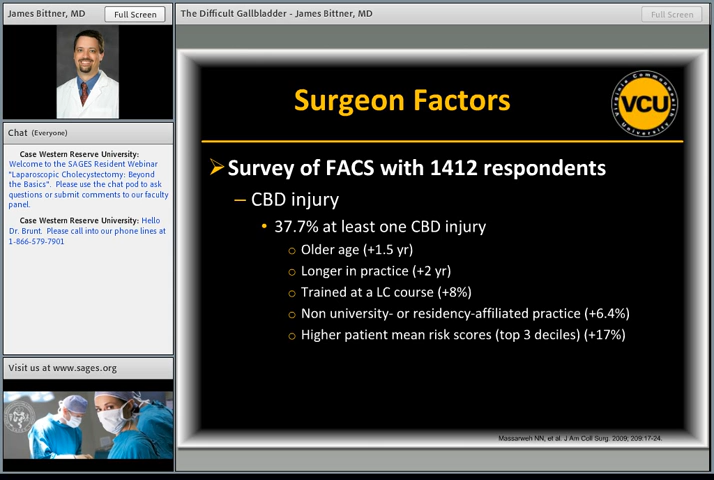 James Bittner, MD
Full Screen
The Difficult Gallbladder - James Bittner, MD
Full Screen
Chat (Everyone)
Case Western Reserve University:
Welcome to the SAGES Resident Webinar
"Laparoscopic Cholecystectomy: Beyond
the Basics". Please use the chat pod to ask
questions or submit comments to our faculty
panel.
Case Western Reserve University: Hello
Dr. Brunt. Please call into our phone lines at
1-866-579-7901
Visit us at www.sages.org
Surgeon Factors
Virginia Commonwealth
VCU
University
➢Survey of FACS with 1412 respondents
– CBD injury
• 37.7% at least one CBD injury
o Older age (+1.5 yr)
o Longer in practice (+2 yr)
o Trained at a LC course (+8%)
o Non university- or residency-affiliated practice (+6.4%)
o Higher patient mean risk scores (top 3 deciles) (+17%)
Massarweh NN, et al. J Am Coll Surg. 2009; 209:17-24.